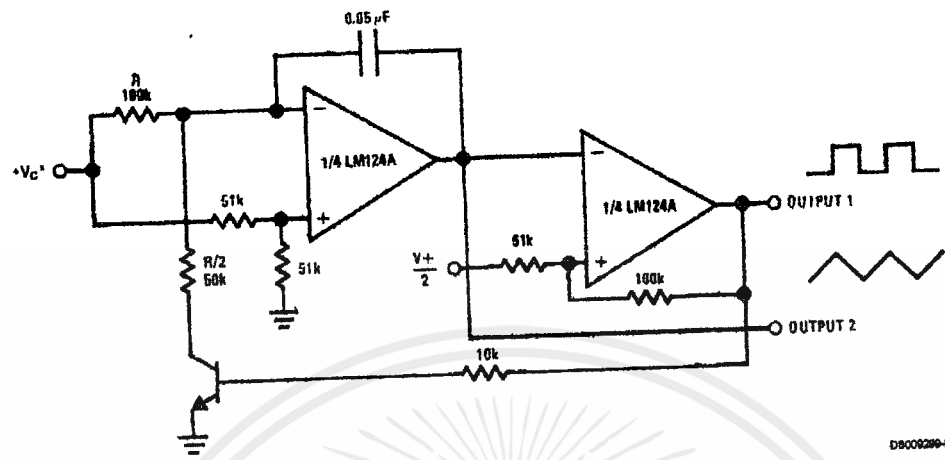 0.05 µF
R
100k
1/4 LM124A
+VC*
51k
51k
R/2
50k
V+
2
51k
1/4 LM124A
100k
OUTPUT 1
OUTPUT 2
10k